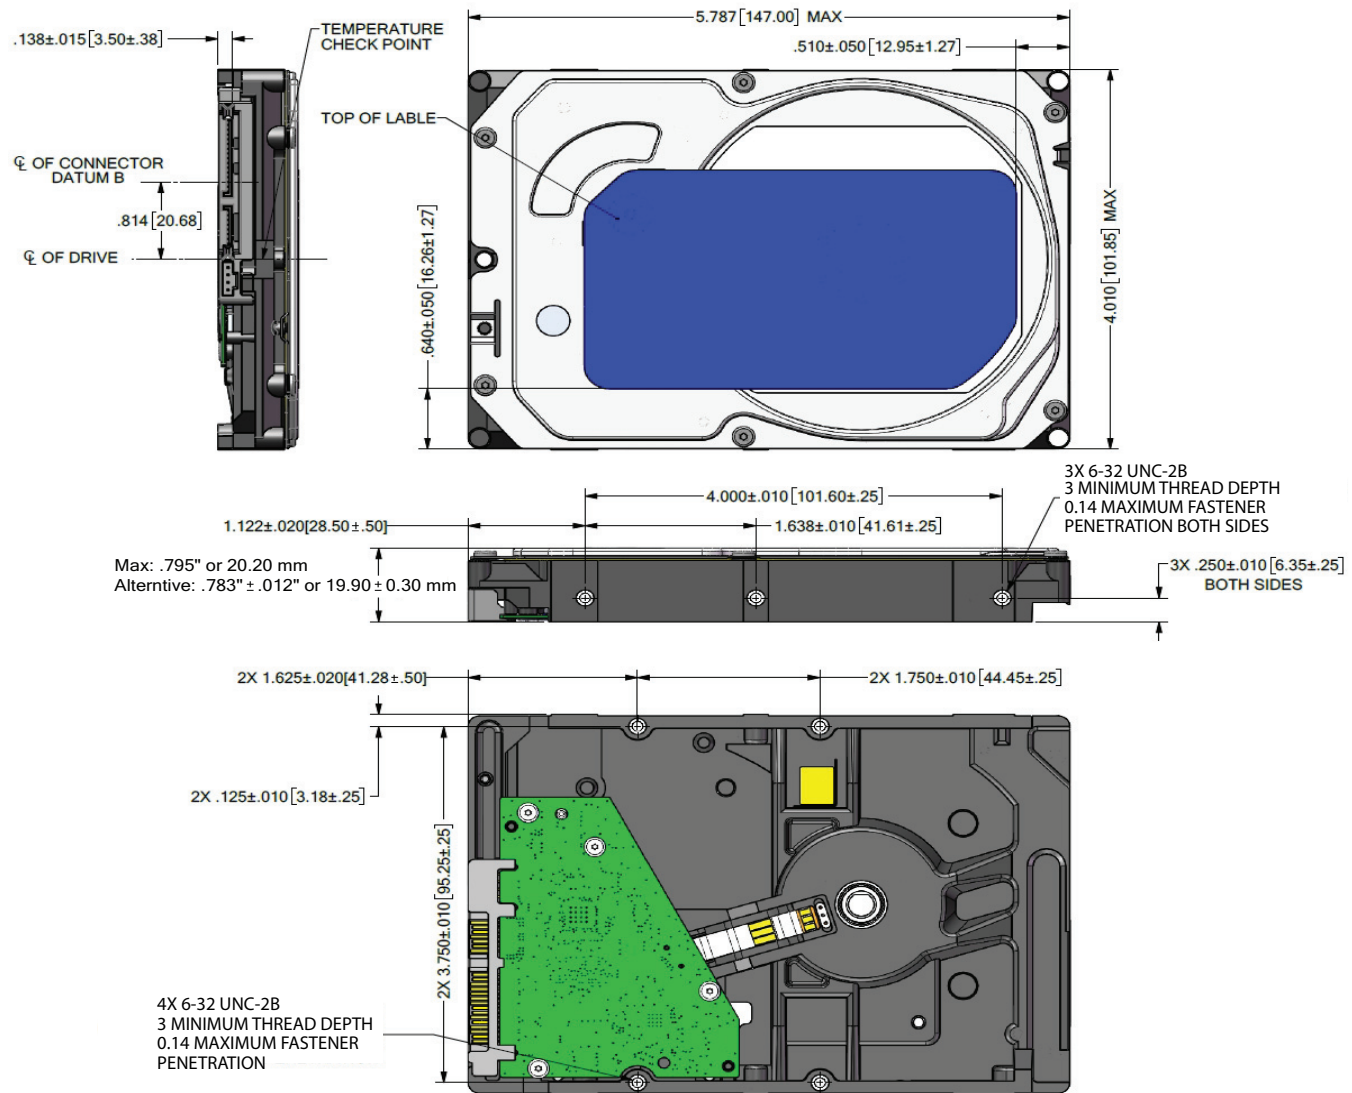 5.787[147.00] MAX
.138±.015[3.50±.38]
TEMPERATURE
CHECK POINT
.510±.050[12.95±1.27]
TOP OF LABLE
℄ OF CONNECTOR
DATUM B
.814[20.68]
℄ OF DRIVE
.640±.050[16.26±1.27]
4.010[101.85] MAX
3X 6-32 UNC-2B
3 MINIMUM THREAD DEPTH
0.14 MAXIMUM FASTENER
PENETRATION BOTH SIDES
4.000±.010[101.60±.25]
1.122±.020[28.50±.50]
1.638±.010[41.61±.25]
Max: .795" or 20.20 mm
Alterntive: .783" ± .012" or 19.90 ± 0.30 mm
3X .250±.010[6.35±.25]
BOTH SIDES
2X 1.625±.020[41.28±.50]
2X 1.750±.010[44.45±.25]
2X .125±.010[3.18±.25]
2X 3.750±.010[95.25±.25]
4X 6-32 UNC-2B
3 MINIMUM THREAD DEPTH
0.14 MAXIMUM FASTENER
PENETRATION